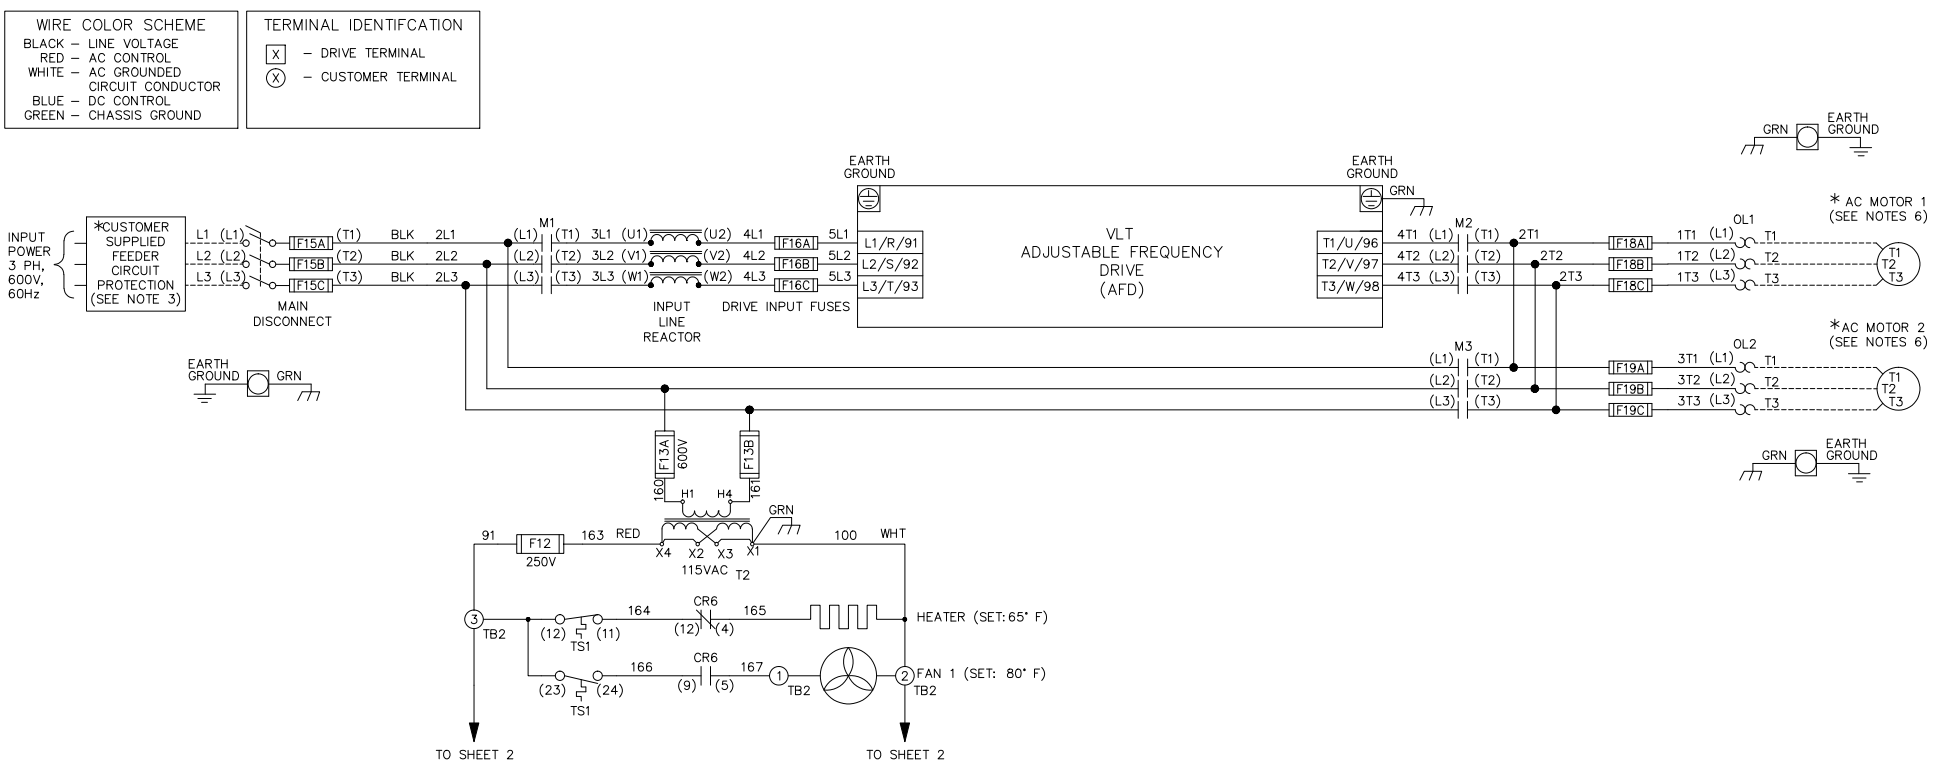 WIRE COLOR SCHEME
BLACK – LINE VOLTAGE
RED – AC CONTROL
WHITE – AC GROUNDED
CIRCUIT CONDUCTOR
BLUE – DC CONTROL
GREEN – CHASSIS GROUND
TERMINAL IDENTIFCATION
X – DRIVE TERMINAL
X – CUSTOMER TERMINAL
GRN
EARTH
GROUND
EARTH
GROUND
EARTH
GROUND
GRN
INPUT
POWER
3 PH,
600V,
60Hz
*CUSTOMER
SUPPLIED
FEEDER
CIRCUIT
PROTECTION
(SEE NOTE 3)
L1 (L1) F15A (T1) BLK 2L1 (L1) M1 (T1) 3L1 (U1) (U2) 4L1 F16A 5L1 L1/R/91
L2 (L2) F15B (T2) BLK 2L2 (L2) (T2) 3L2 (V1) (V2) 4L2 F16B 5L2 L2/S/92
L3 (L3) F15C (T3) BLK 2L3 (L3) (T3) 3L3 (W1) (W2) 4L3 F16C 5L3 L3/T/93
MAIN
DISCONNECT
INPUT
LINE
REACTOR
DRIVE INPUT FUSES
VLT
ADJUSTABLE FREQUENCY
DRIVE
(AFD)
T1/U/96 4T1 (L1) M2 (T1) 2T1 F18A 1T1 (L1) OL1 T1
T2/V/97 4T2 (L2) (T2) 2T2 F18B 1T2 (L2) T2
T3/W/98 4T3 (L3) (T3) 2T3 F18C 1T3 (L3) T3
* AC MOTOR 1
(SEE NOTES 6)
T1
T2
T3
EARTH
GROUND GRN
M3
(L1) (T1) F19A 3T1 (L1) OL2 T1
(L2) (T2) F19B 3T2 (L2) T2
(L3) (T3) F19C 3T3 (L3) T3
*AC MOTOR 2
(SEE NOTES 6)
T1
T2
T3
GRN
EARTH
GROUND
F13A
600V
F13B
160
161
H1 H4
GRN
91 F12 163 RED
250V
X4 X2 X3 X1
115VAC T2
100 WHT
3
TB2
(12) (11)
TS1
164
CR6
(12) (4)
165
HEATER (SET:65° F)
(23) (24)
TS1
166
CR6
(9) (5)
167
1
TB2
2
TB2
FAN 1 (SET: 80° F)
TO SHEET 2
TO SHEET 2